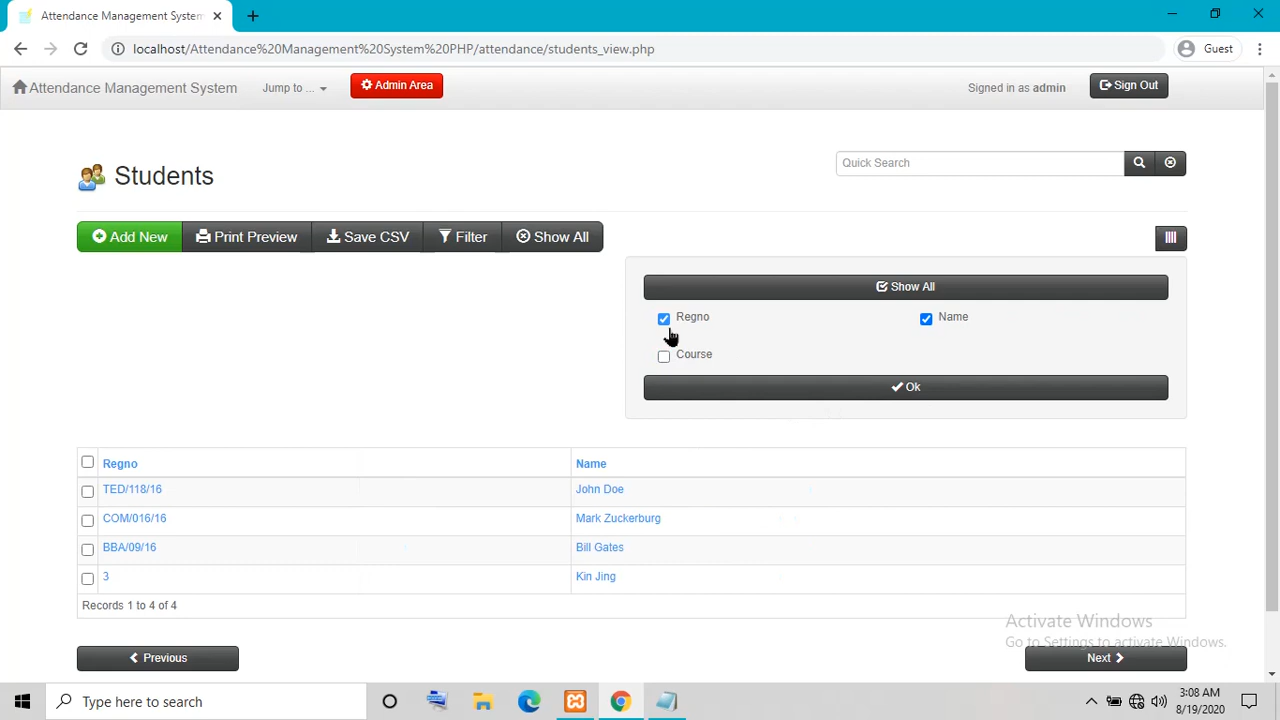 Attendance Management System
localhost/Attendance%20Management%20System%20PHP/attendance/students_view.php
Guest
Attendance Management System
Jump to ...
Admin Area
Signed in as admin
Sign Out
Students
Quick Search
Add New
Print Preview
Save CSV
Filter
Show All
Show All
Regno
Name
Course
Ok
Regno Name
TED/118/16 John Doe
COM/016/16 Mark Zuckerburg
BBA/09/16 Bill Gates
3 Kin Jing
Records 1 to 4 of 4
Activate Windows
Go to Settings to activate Windows.
Previous
Next
Type here to search
3:08 AM
8/19/2020